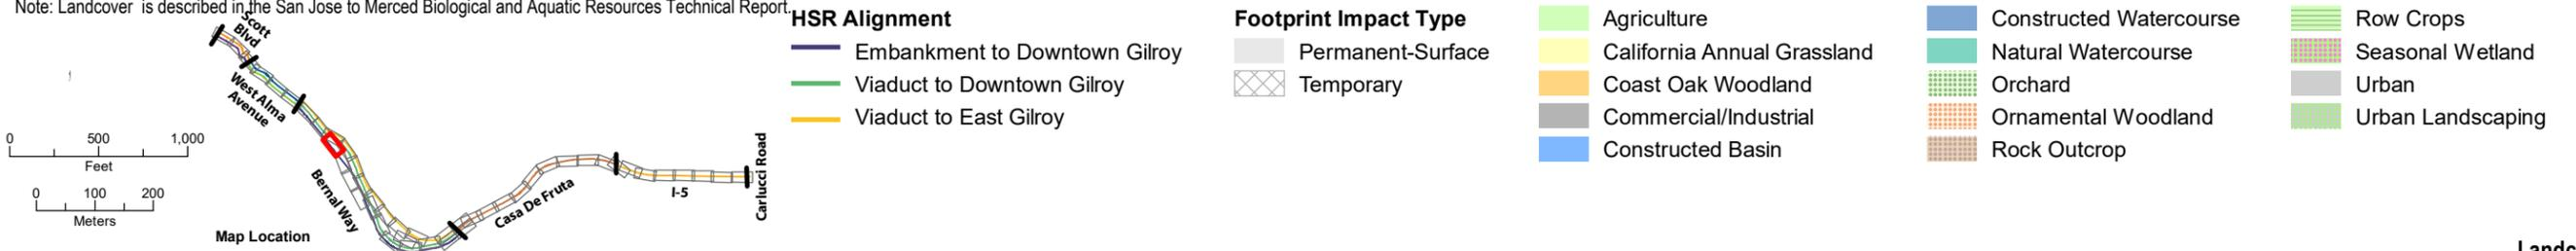 Note: Landcover is described in the San Jose to Merced Biological and Aquatic Resources Technical Report.
Scott
Blvd
West Alma
Avenue
0 500 1,000
Feet
0 100 200
Meters
Bernal Way
Map Location
Casa De Fruta
I-5
Carlucci Road
HSR Alignment
Embankment to Downtown Gilroy
Viaduct to Downtown Gilroy
Viaduct to East Gilroy
Footprint Impact Type
Permanent-Surface
Temporary
Agriculture
California Annual Grassland
Coast Oak Woodland
Commercial/Industrial
Constructed Basin
Constructed Watercourse
Natural Watercourse
Orchard
Ornamental Woodland
Rock Outcrop
Row Crops
Seasonal Wetland
Urban
Urban Landscaping